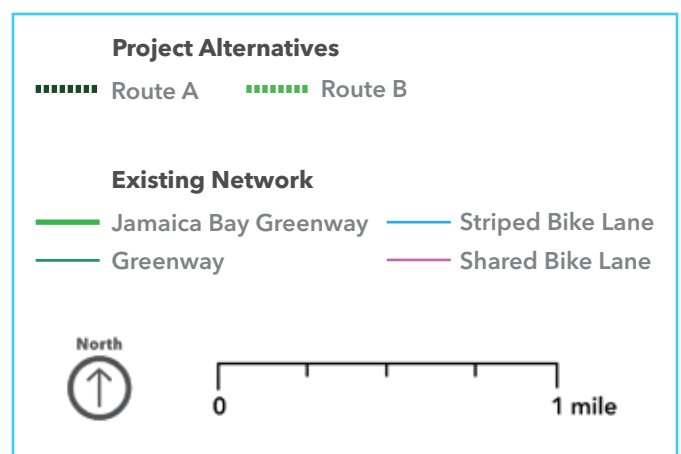 Project Alternatives
Route A Route B
Existing Network
Jamaica Bay Greenway Striped Bike Lane
Greenway Shared Bike Lane
North
0 1 mile